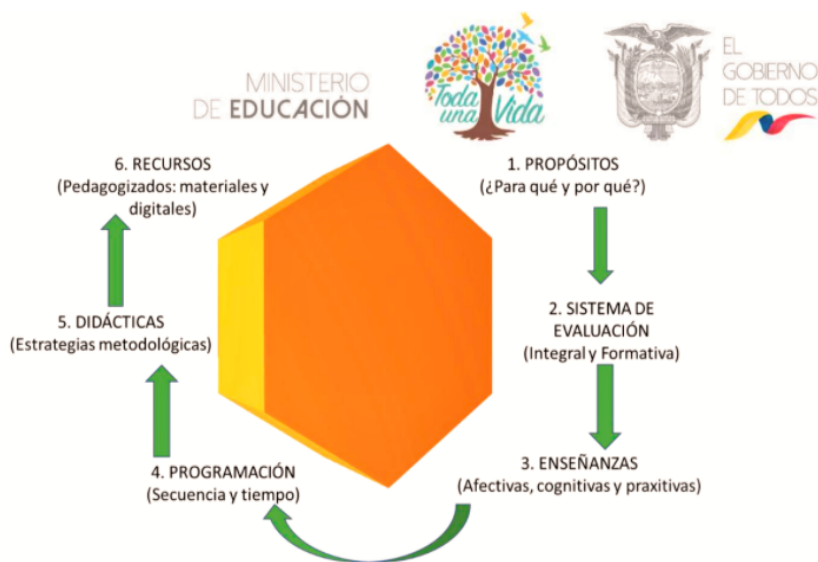 MINISTERIO
DE EDUCACIÓN
Toda
una Vida
EL
GOBIERNO
DE TODOS
1. PROPÓSITOS
(¿Para qué y por qué?)
2. SISTEMA DE
EVALUACIÓN
(Integral y Formativa)
3. ENSEÑANZAS
(Afectivas, cognitivas y praxitivas)
4. PROGRAMACIÓN
(Secuencia y tiempo)
5. DIDÁCTICAS
(Estrategias metodológicas)
6. RECURSOS
(Pedagogizados: materiales y
digitales)